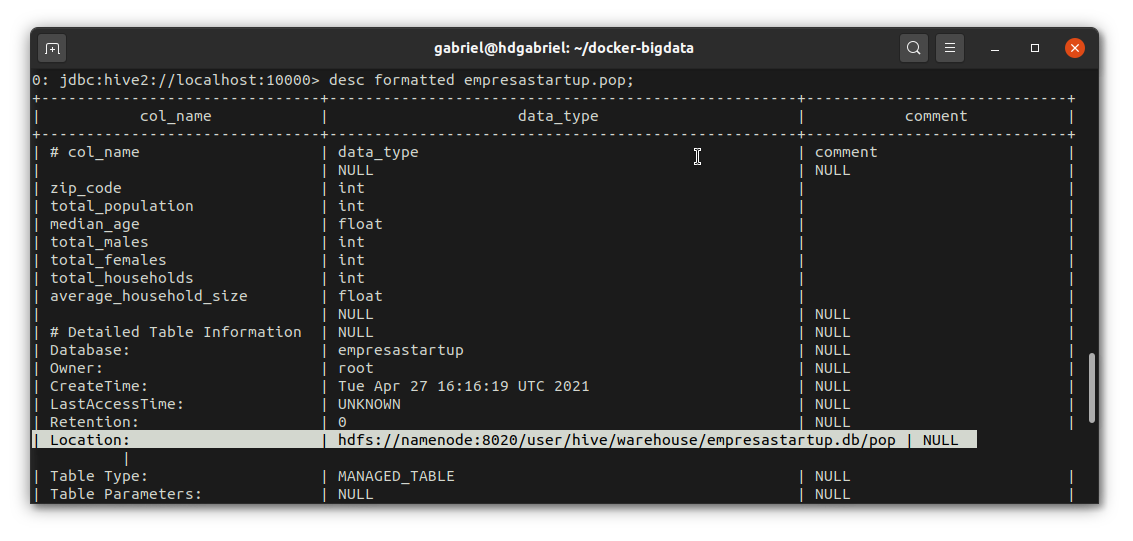 gabriel@hdgabriel: ~/docker-bigdata
0: jdbc:hive2://localhost:10000> desc formatted empresastartup.pop;
+-------------------------------+----------------------------------------------------+-----------------------------+
| col_name | data_type | comment |
+-------------------------------+----------------------------------------------------+-----------------------------+
| # col_name | data_type | comment |
| | NULL | NULL |
| zip_code | int | |
| total_population | int | |
| median_age | float | |
| total_males | int | |
| total_females | int | |
| total_households | int | |
| average_household_size | float | |
| | NULL | NULL |
| # Detailed Table Information | NULL | NULL |
| Database: | empresastartup | NULL |
| Owner: | root | NULL |
| CreateTime: | Tue Apr 27 16:16:19 UTC 2021 | NULL |
| LastAccessTime: | UNKNOWN | NULL |
| Retention: | 0 | NULL |
| Location: | hdfs://namenode:8020/user/hive/warehouse/empresastartup.db/pop | NULL
|
| Table Type: | MANAGED_TABLE | NULL |
| Table Parameters: | NULL | NULL |